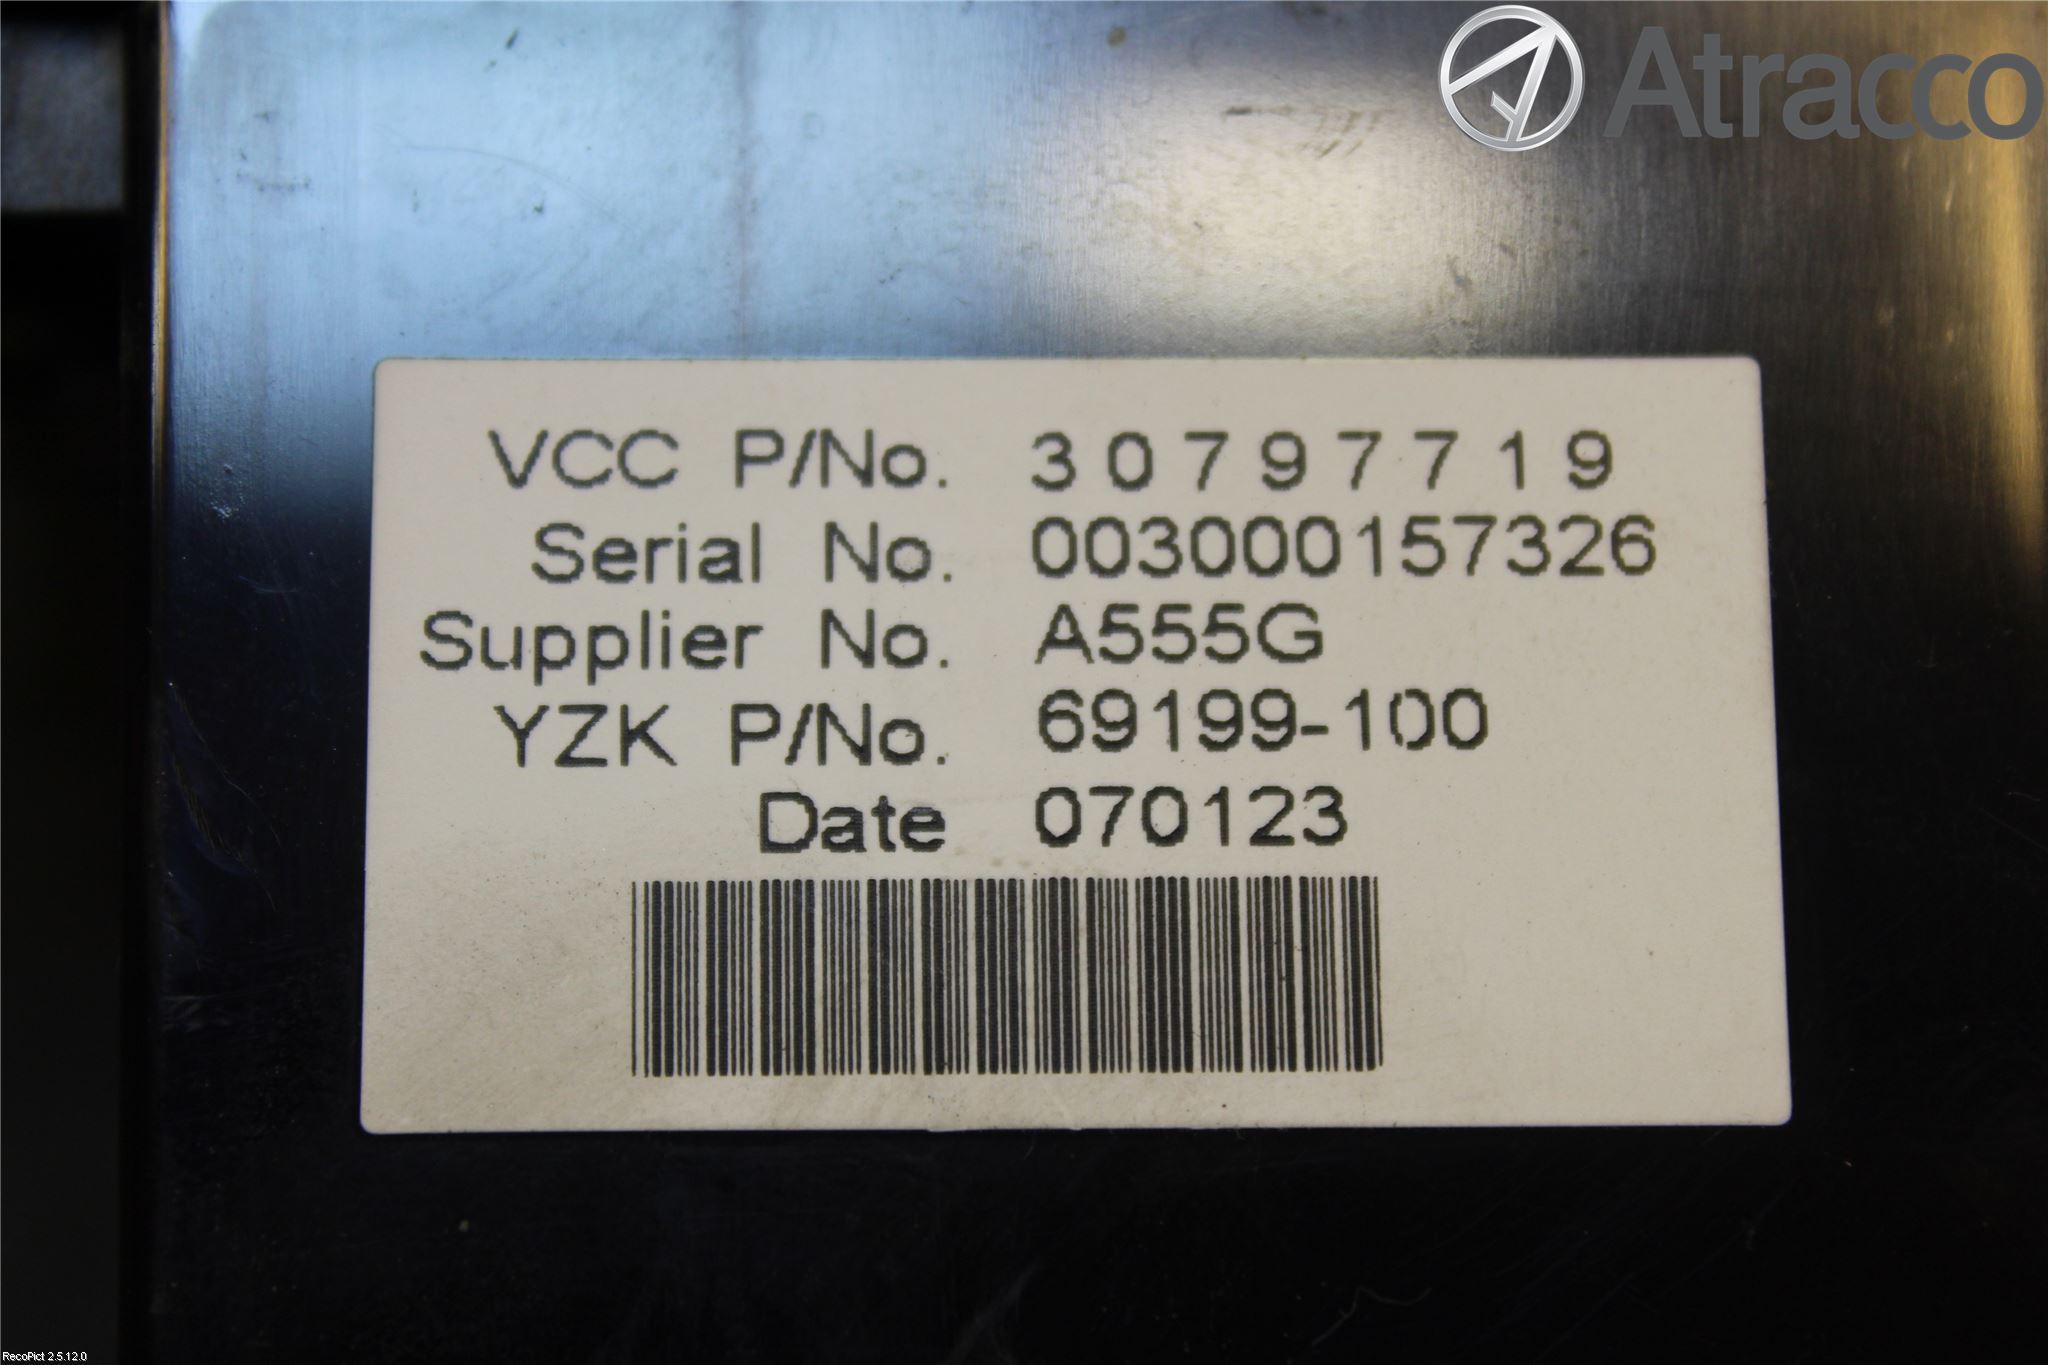 Atracco
VCC P/No. 30797719
Serial No. 003000157326
Supplier No. A555G
YZK P/No. 69199-100
Date 070123
RecoPict 2.5.12.0